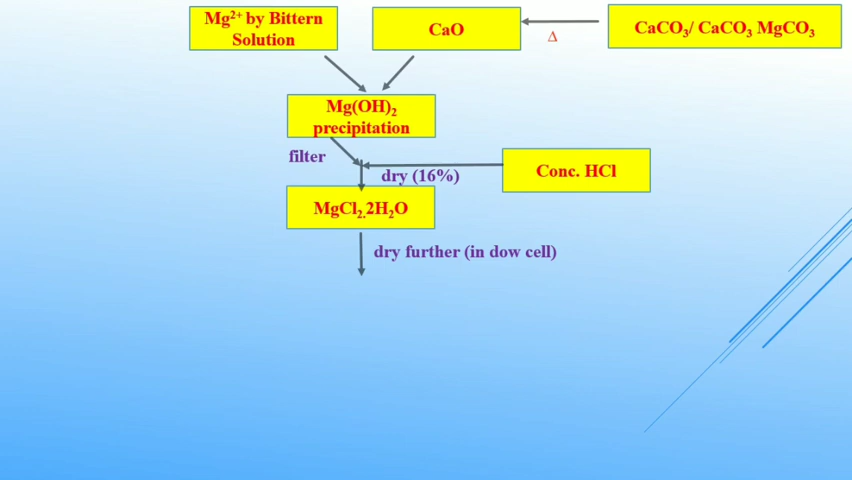 Mg²⁺ by Bittern
Solution
CaO
Δ
CaCO₃/ CaCO₃ MgCO₃
Mg(OH)₂
precipitation
filter
dry (16%)
Conc. HCl
MgCl₂.2H₂O
dry further (in dow cell)